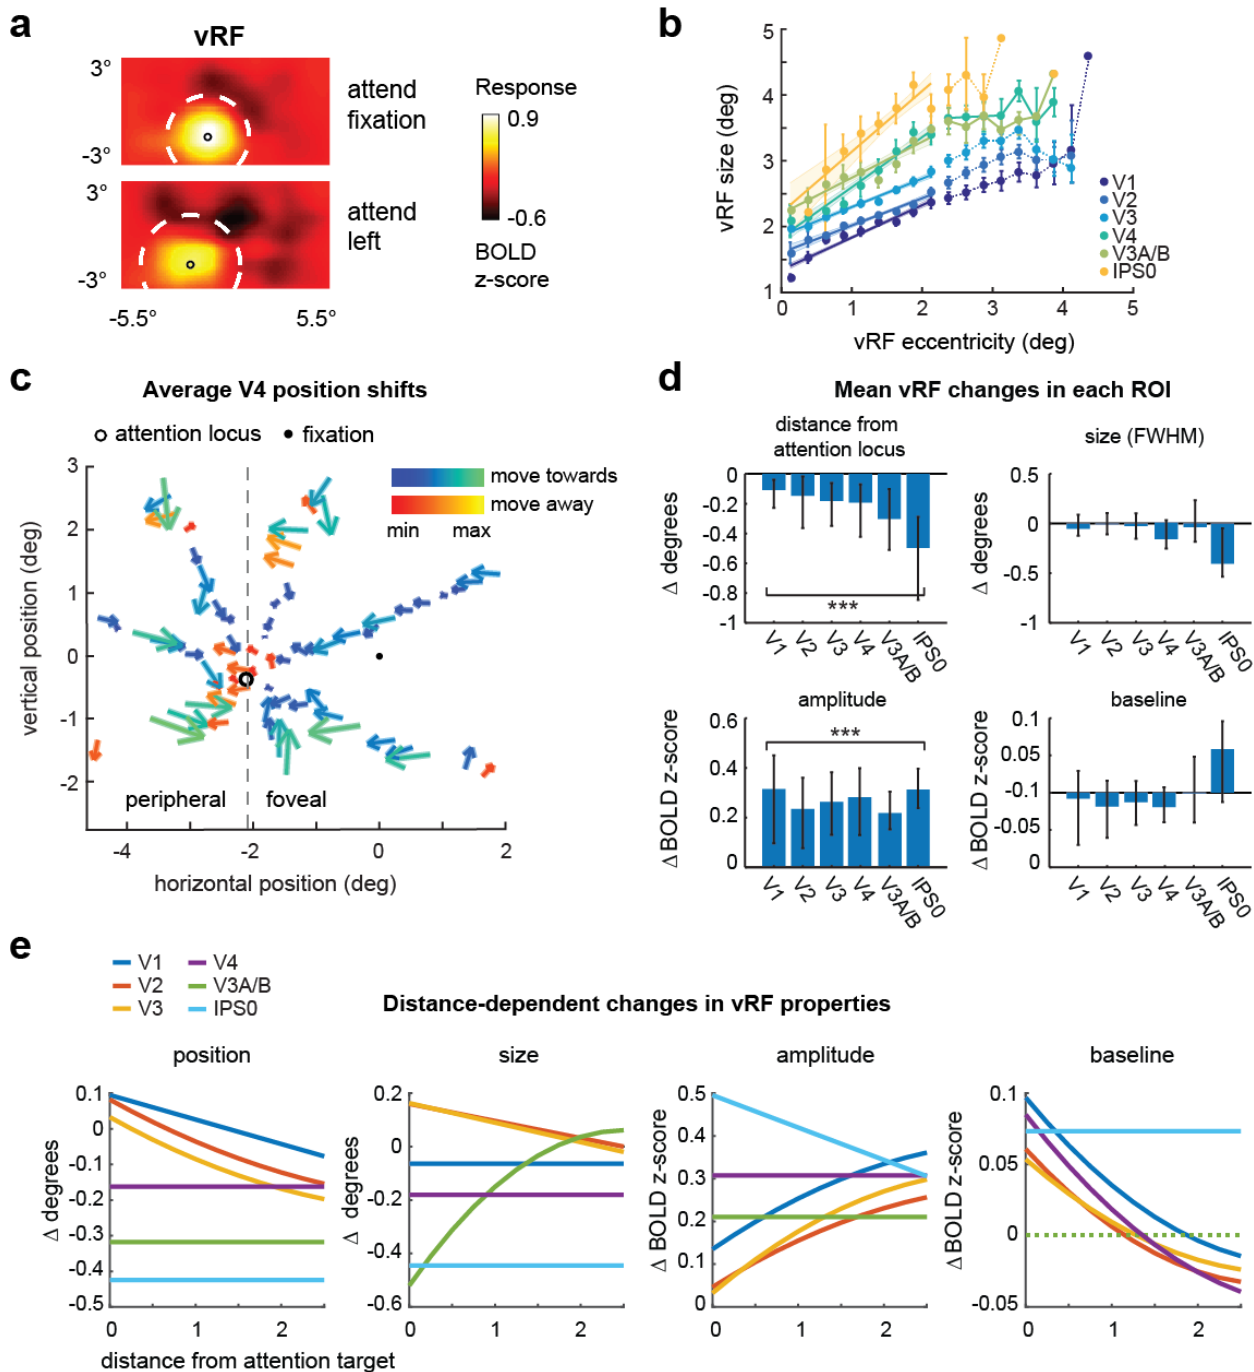 a
vRF
3°
-3°
attend
fixation
3°
-3°
attend
left
-5.5°
5.5°
Response
0.9
-0.6
BOLD
z-score
b
5
4
3
2
1
vRF size (deg)
0
1
2
3
4
5
vRF eccentricity (deg)
V1
V2
V3
V4
V3A/B
IPS0
c
Average V4 position shifts
attention locus
fixation
move towards
move away
min
max
3
2
1
0
-1
-2
vertical position (deg)
peripheral
foveal
-4
-2
0
2
horizontal position (deg)
d
Mean vRF changes in each ROI
distance from
attention locus
0
-0.2
-0.4
-0.6
-0.8
-1
Δ degrees
***
V1
V2
V3
V4
V3A/B
IPS0
size (FWHM)
0.5
0
-0.5
-1
Δ degrees
V1
V2
V3
V4
V3A/B
IPS0
amplitude
0.6
0.4
0.2
0
Δ BOLD z-score
***
V1
V2
V3
V4
V3A/B
IPS0
baseline
0.1
0.05
-0.1
-0.05
0
Δ BOLD z-score
V1
V2
V3
V4
V3A/B
IPS0
e
V1
V2
V3
V4
V3A/B
IPS0
Distance-dependent changes in vRF properties
position
0.1
0
-0.1
-0.2
-0.3
-0.4
-0.5
Δ degrees
0
1
2
distance from attention target
size
0.2
0
-0.2
-0.4
-0.6
Δ degrees
0
1
2
amplitude
0.5
0.4
0.3
0.2
0.1
0
Δ BOLD z-score
0
1
2
baseline
0.1
0.05
0
-0.05
Δ BOLD z-score
0
1
2